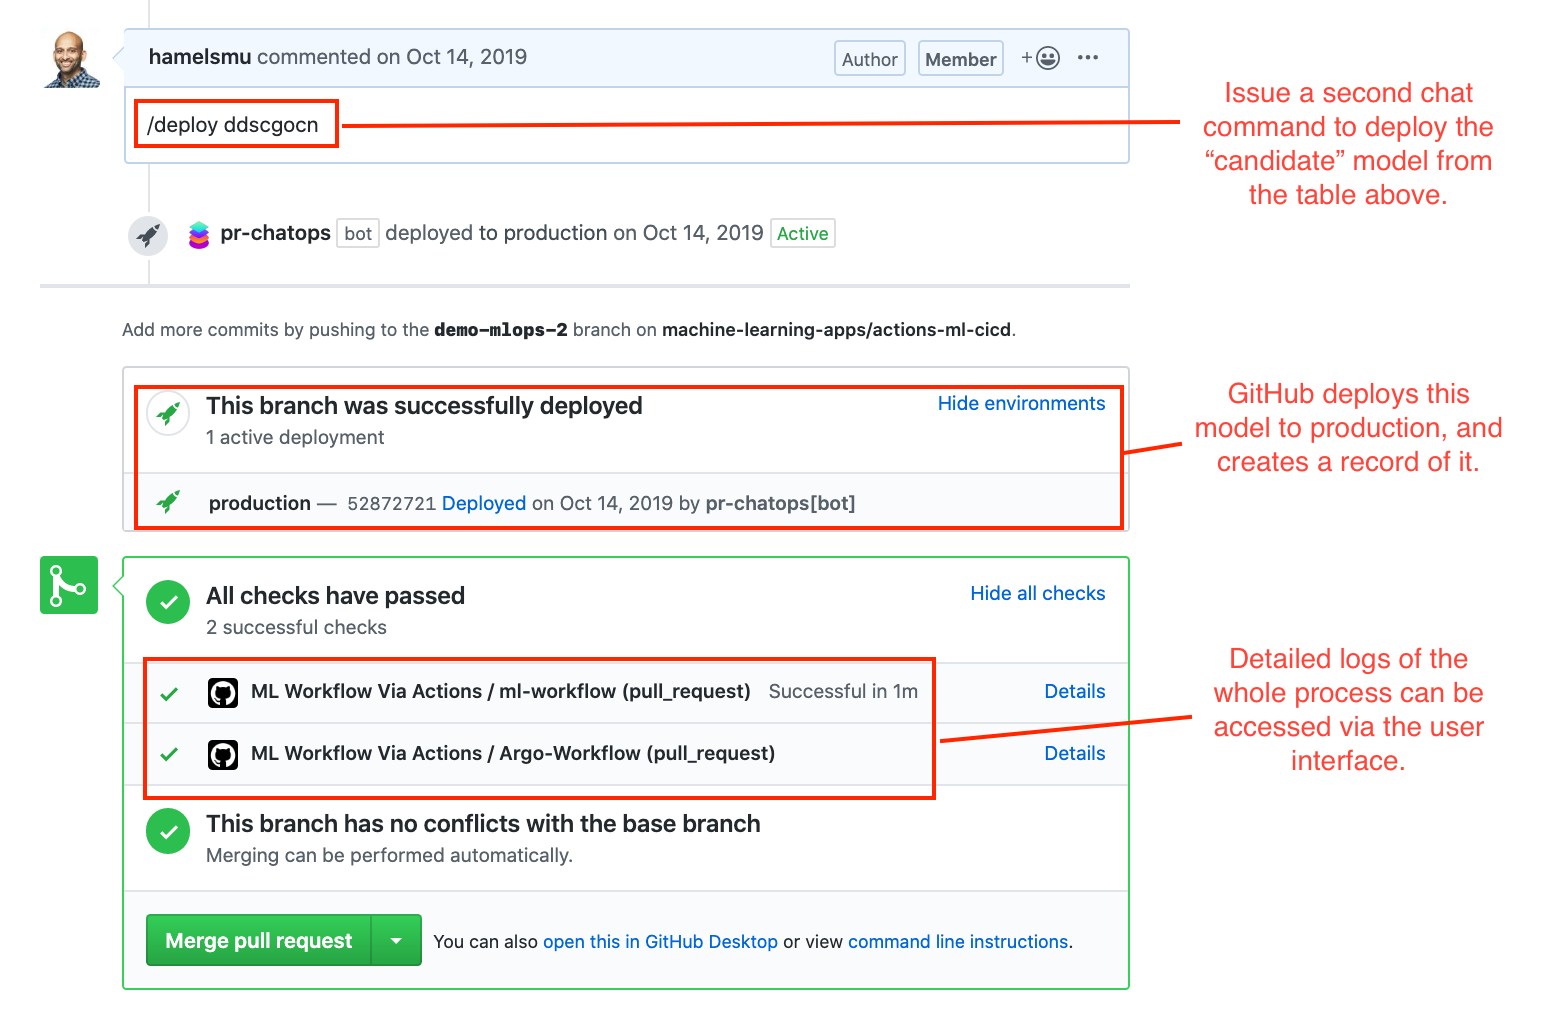 hamelsmu commented on Oct 14, 2019
Author
Member
/deploy ddscgocn
Issue a second chat
command to deploy the
“candidate” model from
the table above.
pr-chatops bot deployed to production on Oct 14, 2019 Active
Add more commits by pushing to the demo-mlops-2 branch on machine-learning-apps/actions-ml-cicd.
This branch was successfully deployed
Hide environments
1 active deployment
production — 52872721 Deployed on Oct 14, 2019 by pr-chatops[bot]
GitHub deploys this
model to production, and
creates a record of it.
All checks have passed
Hide all checks
2 successful checks
ML Workflow Via Actions / ml-workflow (pull_request) Successful in 1m
Details
ML Workflow Via Actions / Argo-Workflow (pull_request)
Details
Detailed logs of the
whole process can be
accessed via the user
interface.
This branch has no conflicts with the base branch
Merging can be performed automatically.
Merge pull request
You can also open this in GitHub Desktop or view command line instructions.